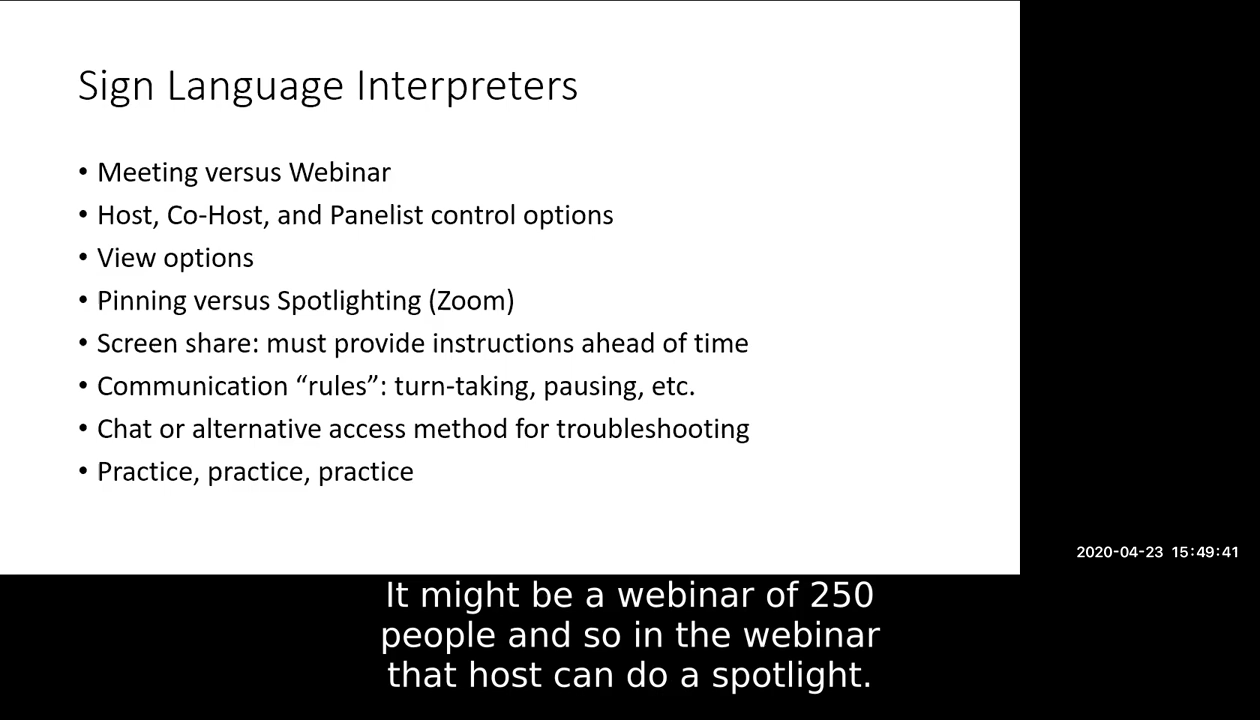 Sign Language Interpreters
• Meeting versus Webinar
• Host, Co-Host, and Panelist control options
• View options
• Pinning versus Spotlighting (Zoom)
• Screen share: must provide instructions ahead of time
• Communication “rules”: turn-taking, pausing, etc.
• Chat or alternative access method for troubleshooting
• Practice, practice, practice
2020-04-23 15:49:41
It might be a webinar of 250
people and so in the webinar
that host can do a spotlight.